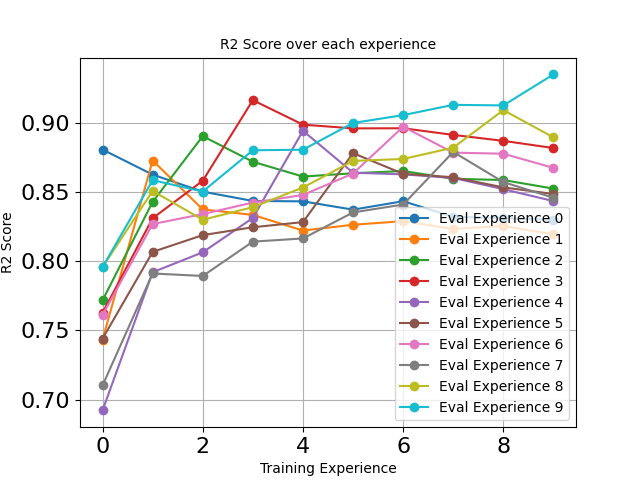 R2 Score over each experience
R2 Score
0.90
0.85
0.80
0.75
0.70
0 2 4 6 8
Training Experience
Eval Experience 0
Eval Experience 1
Eval Experience 2
Eval Experience 3
Eval Experience 4
Eval Experience 5
Eval Experience 6
Eval Experience 7
Eval Experience 8
Eval Experience 9